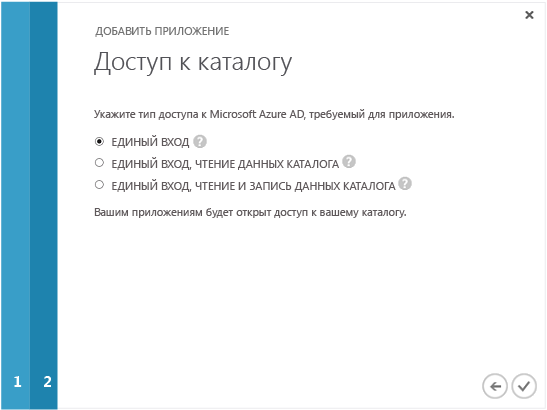 ДОБАВИТЬ ПРИЛОЖЕНИЕ
Доступ к каталогу
Укажите тип доступа к Microsoft Azure AD, требуемый для приложения.
ЕДИНЫЙ ВХОД ?
ЕДИНЫЙ ВХОД, ЧТЕНИЕ ДАННЫХ КАТАЛОГА ?
ЕДИНЫЙ ВХОД, ЧТЕНИЕ И ЗАПИСЬ ДАННЫХ КАТАЛОГА ?
Вашим приложениям будет открыт доступ к вашему каталогу.
1 2